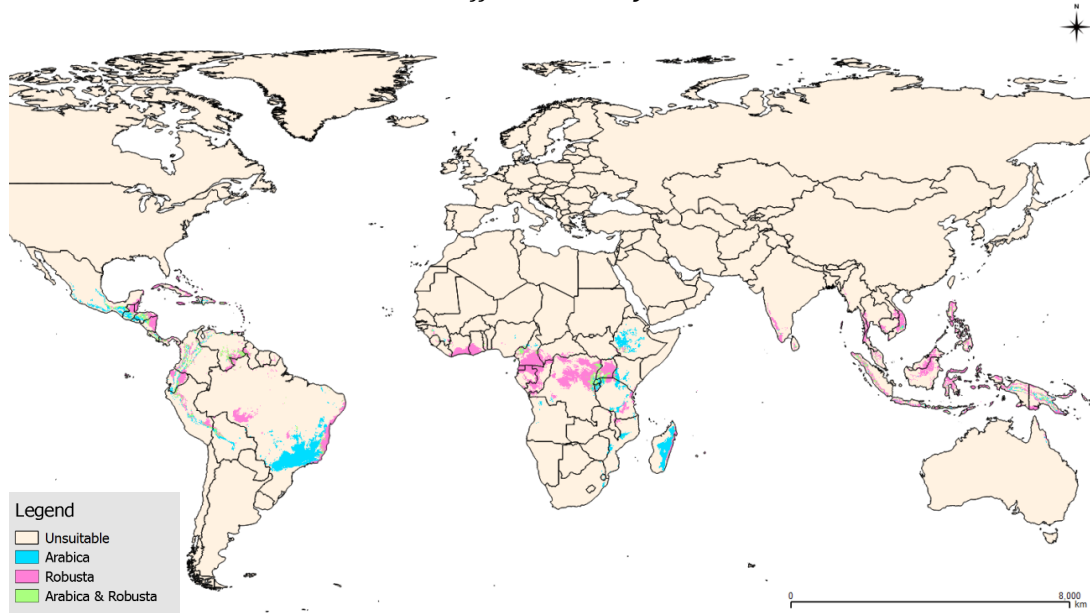 N
Legend
Unsuitable
Arabica
Robusta
Arabica & Robusta
0 8,000
km